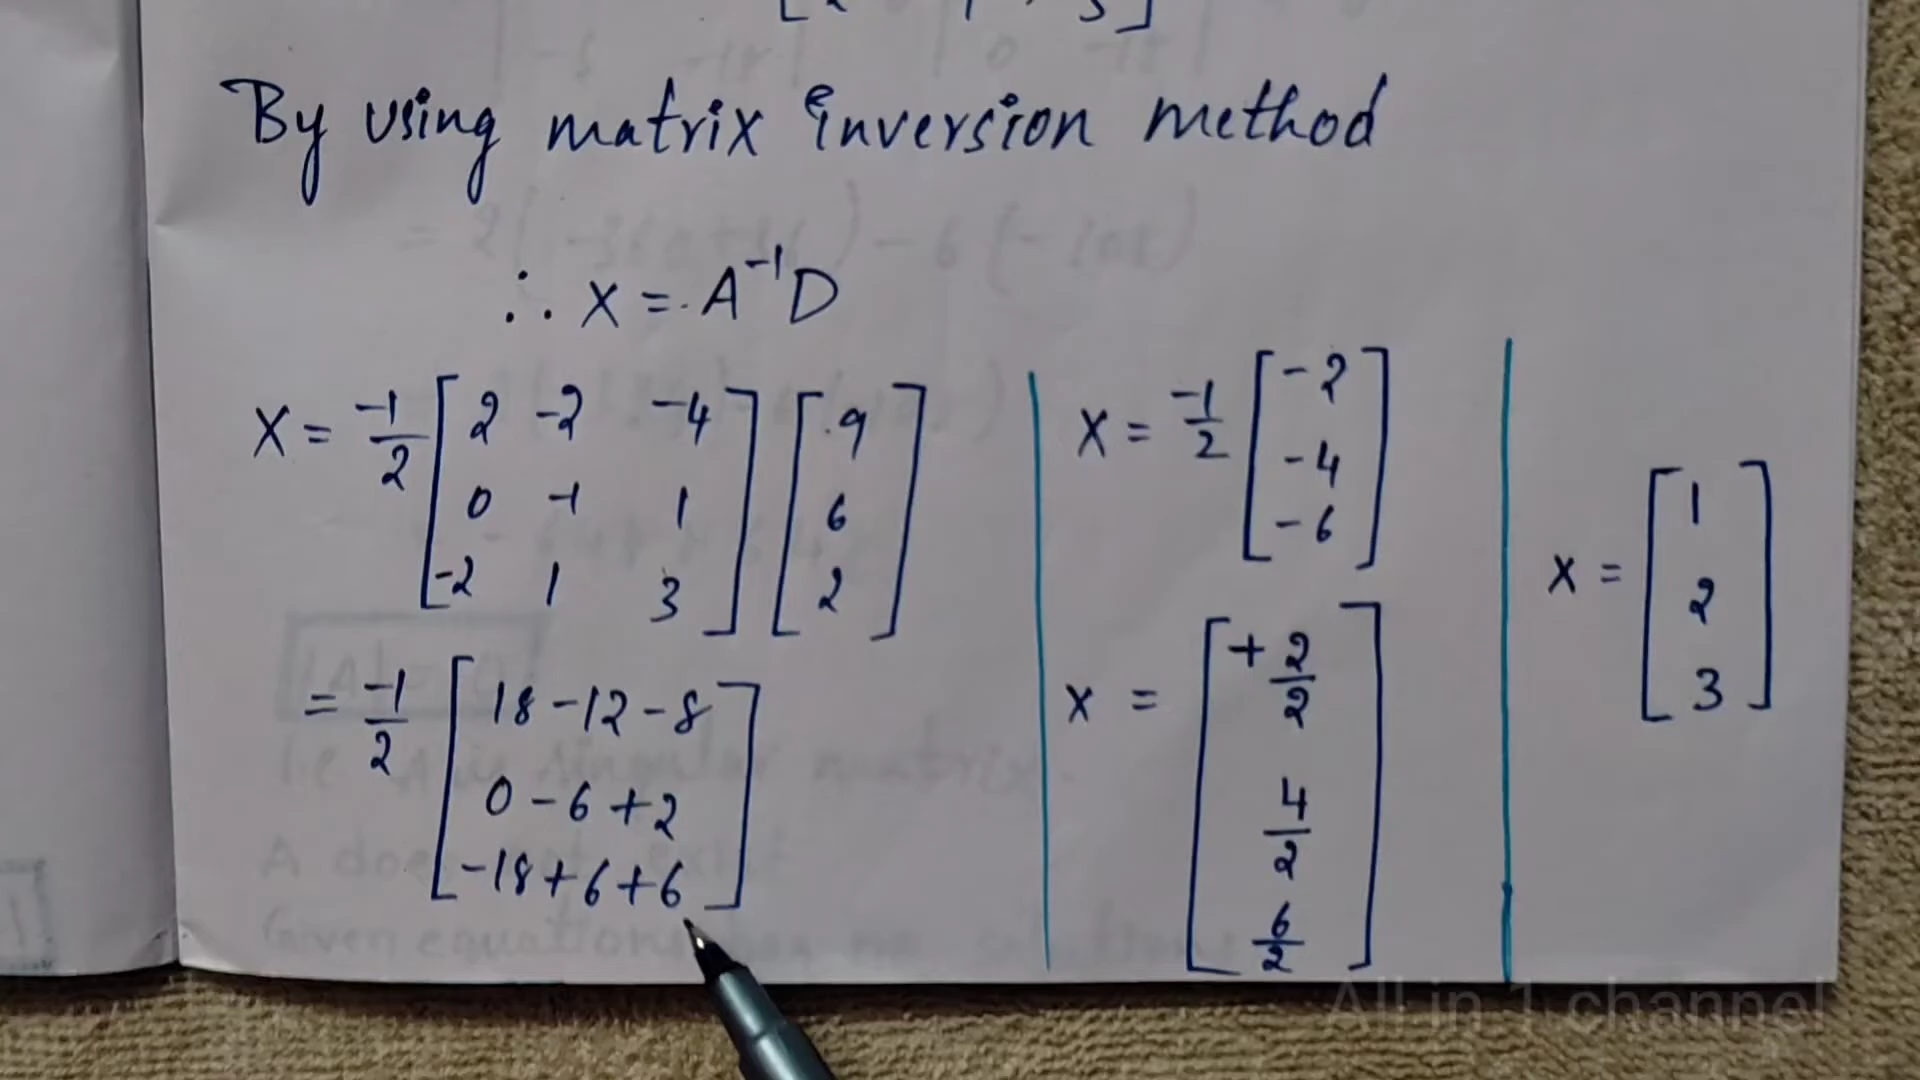 By using matrix inversion method
∴ X = A⁻¹D
X = -1/2 [2 -2 -4
0 -1 1
-2 1 3] [9
6
2]
= -1/2 [18-12-8
0-6+2
-18+6+6]
X = -1/2 [-2
-4
-6]
X = [+2/2
4/2
6/2]
X = [1
2
3]
All in 1 channel